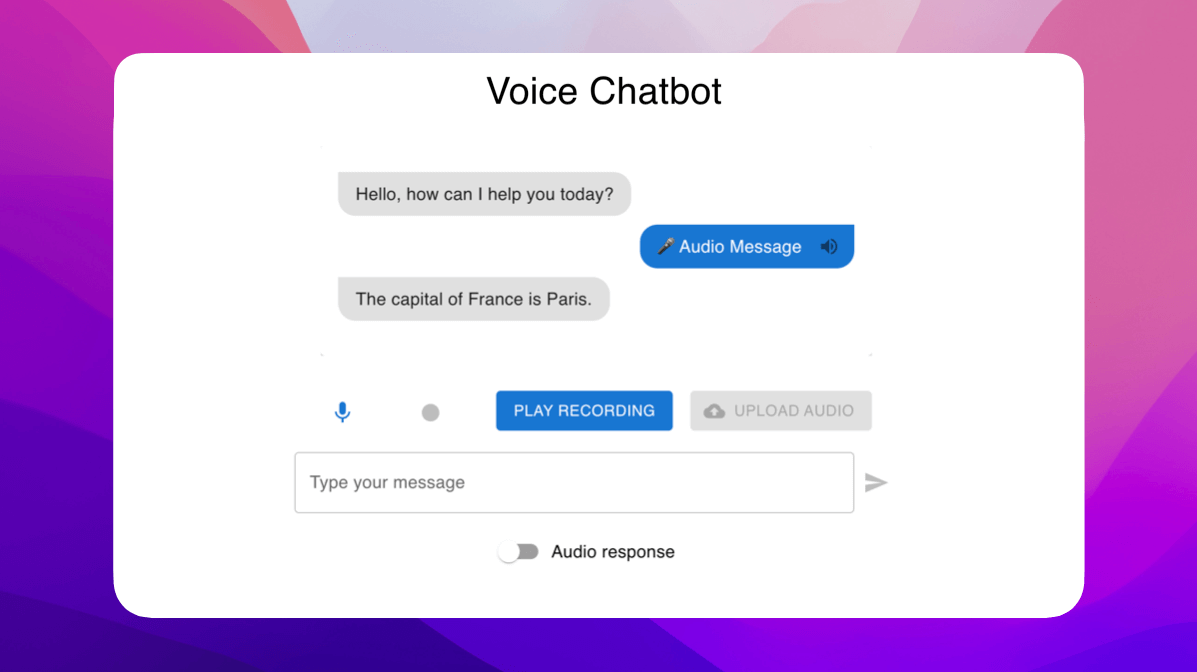 Voice Chatbot
Hello, how can I help you today?
🎤 Audio Message
The capital of France is Paris.
PLAY RECORDING
UPLOAD AUDIO
Type your message
Audio response